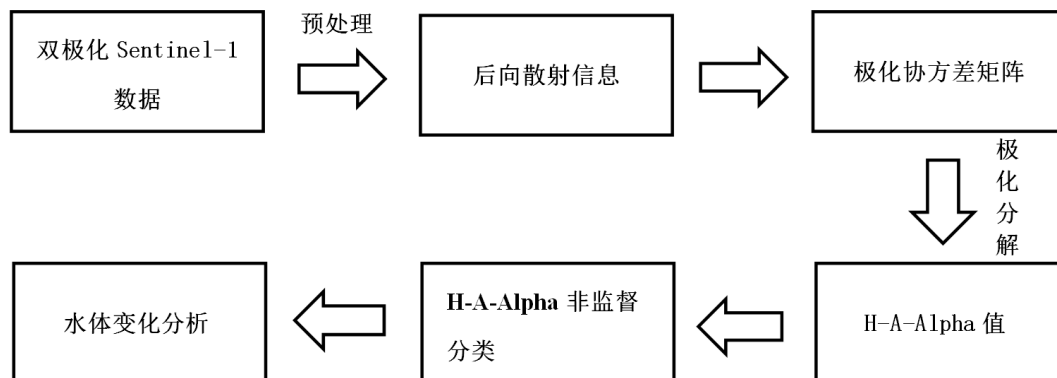 双极化 Sentinel-1
数据
预处理
后向散射信息
极化协方差矩阵
极
化
分
解
H-A-Alpha 值
H-A-Alpha 非监督
分类
水体变化分析